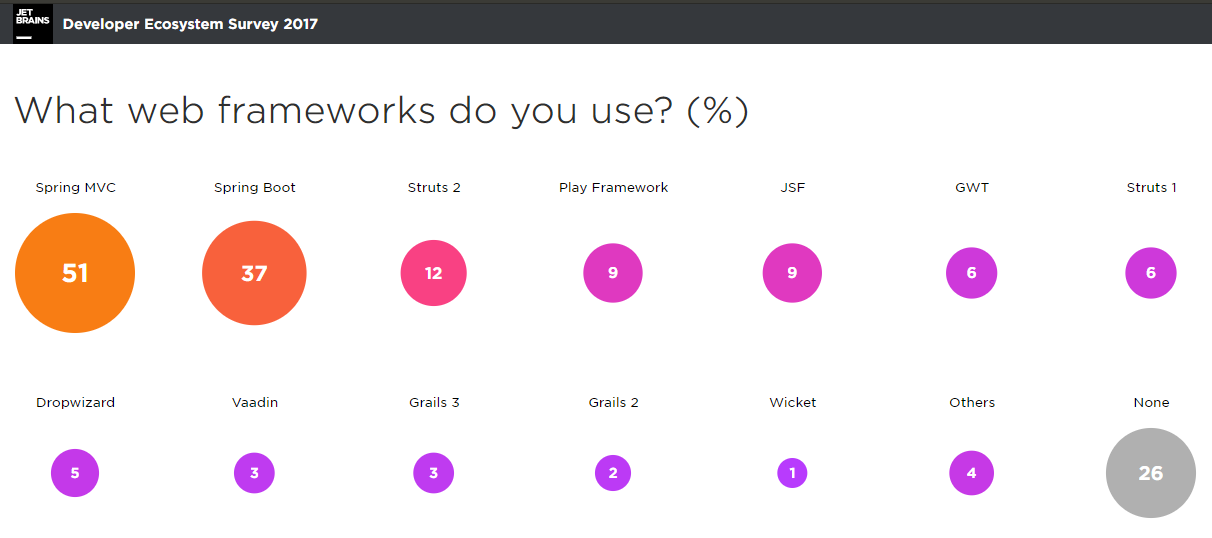 JET
BRAINS
Developer Ecosystem Survey 2017
What web frameworks do you use? (%)
Spring MVC Spring Boot Struts 2 Play Framework JSF GWT Struts 1
51 37 12 9 9 6 6
Dropwizard Vaadin Grails 3 Grails 2 Wicket Others None
5 3 3 2 1 4 26